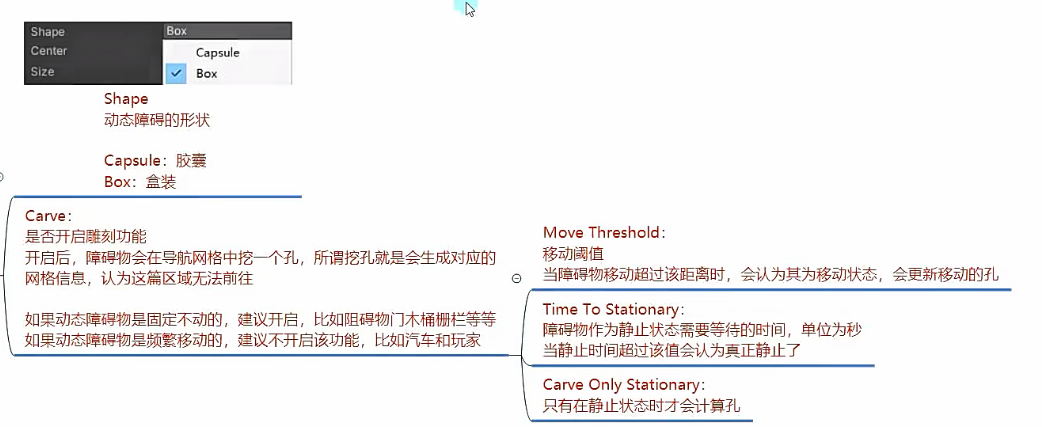 Shape Box
Center Capsule
Size Box
Shape
动态障碍的形状
Capsule：胶囊
Box：盒装
Carve：
是否开启雕刻功能
开启后，障碍物会在导航网格中挖一个孔，所谓挖孔就是会生成对应的
网格信息，认为这篇区域无法前往
如果动态障碍物是固定不动的，建议开启，比如阻碍物门木桶栅栏等等
如果动态障碍物是频繁移动的，建议不开启该功能，比如汽车和玩家
Move Threshold：
移动阈值
当障碍物移动超过该距离时，会认为其为移动状态，会更新移动的孔
Time To Stationary：
障碍物作为静止状态需要等待的时间，单位为秒
当静止时间超过该值会认为真正静止了
Carve Only Stationary：
只有在静止状态时才会计算孔